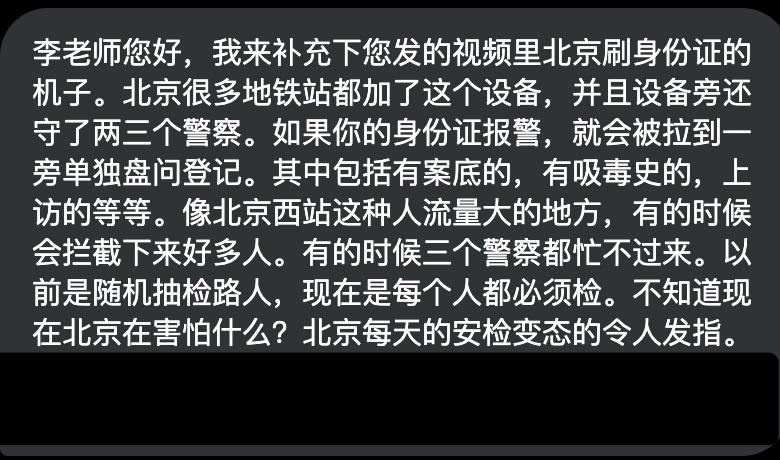 李老师您好，我来补充下您发的视频里北京刷身份证的
机子。北京很多地铁站都加了这个设备，并且设备旁还
守了两三个警察。如果你的身份证报警，就会被拉到一
旁单独盘问登记。其中包括有案底的，有吸毒史的，上
访的等等。像北京西站这种人流量大的地方，有的时候
会拦截下来好多人。有的时候三个警察都忙不过来。以
前是随机抽检路人，现在是每个人都必须检。不知道现
在北京在害怕什么？北京每天的安检变态的令人发指。